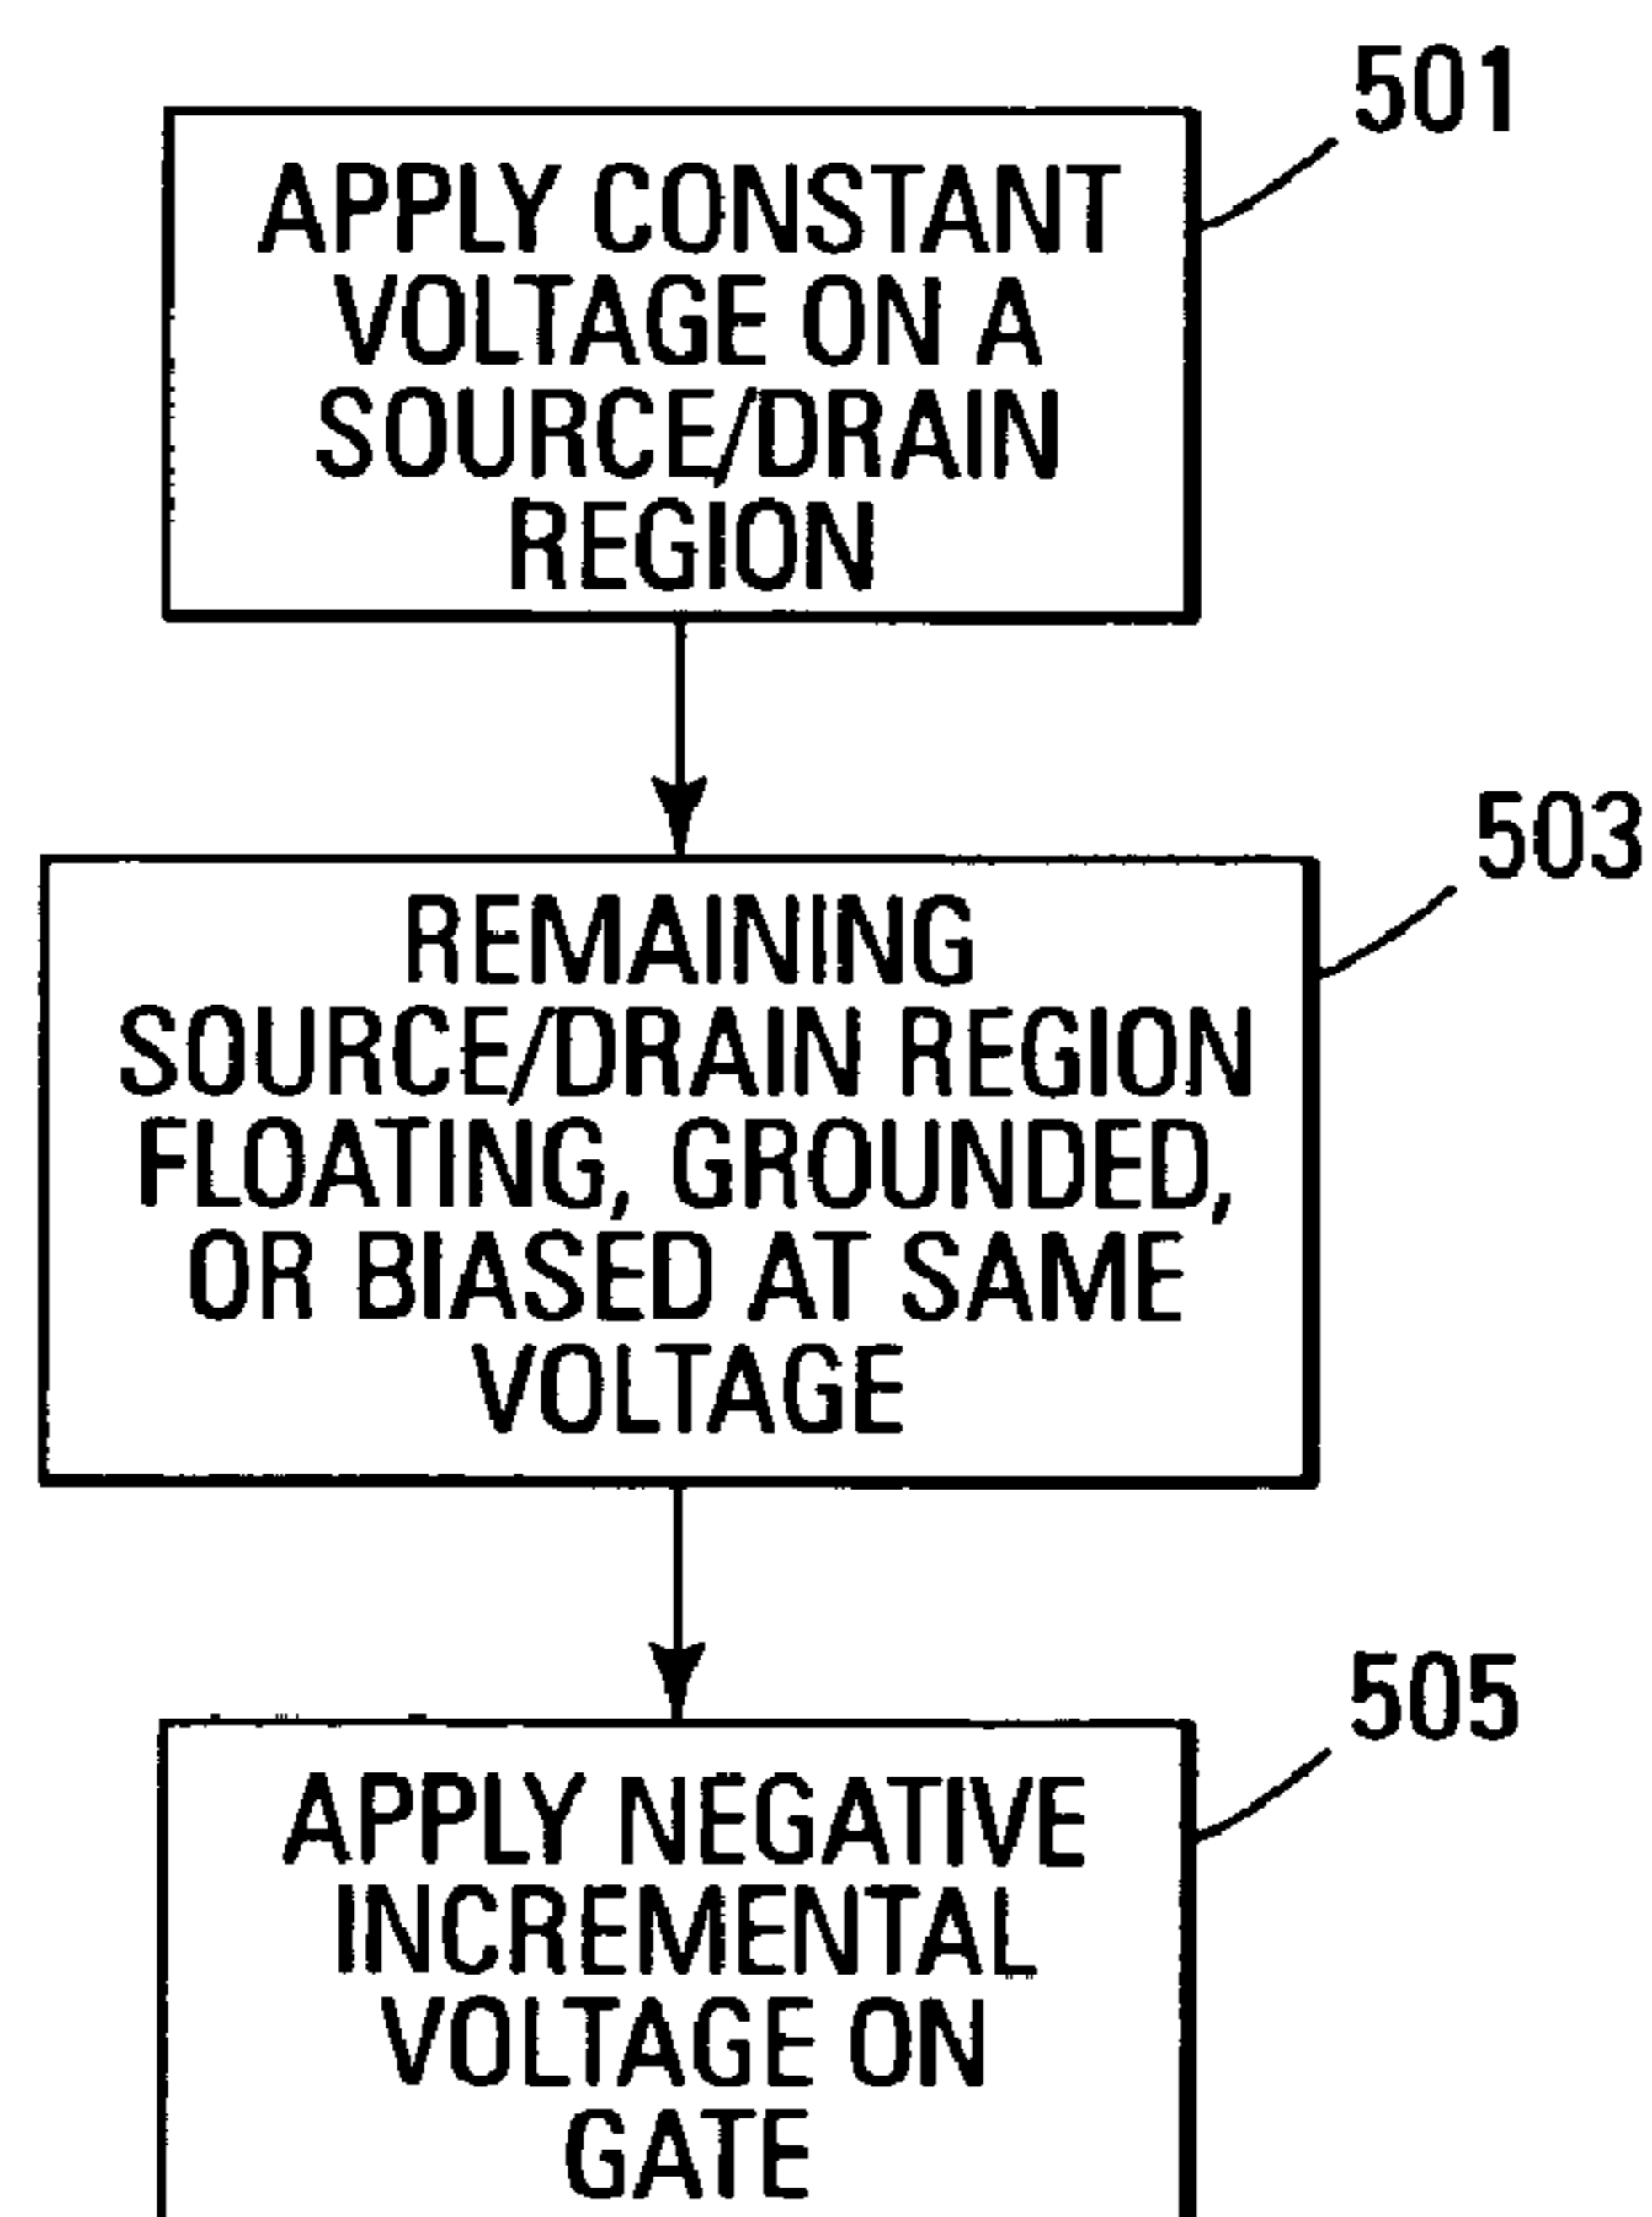 501
APPLY CONSTANT
VOLTAGE ON A
SOURCE/DRAIN
REGION
503
REMAINING
SOURCE/DRAIN REGION
FLOATING, GROUNDED,
OR BIASED AT SAME
VOLTAGE
505
APPLY NEGATIVE
INCREMENTAL
VOLTAGE ON
GATE